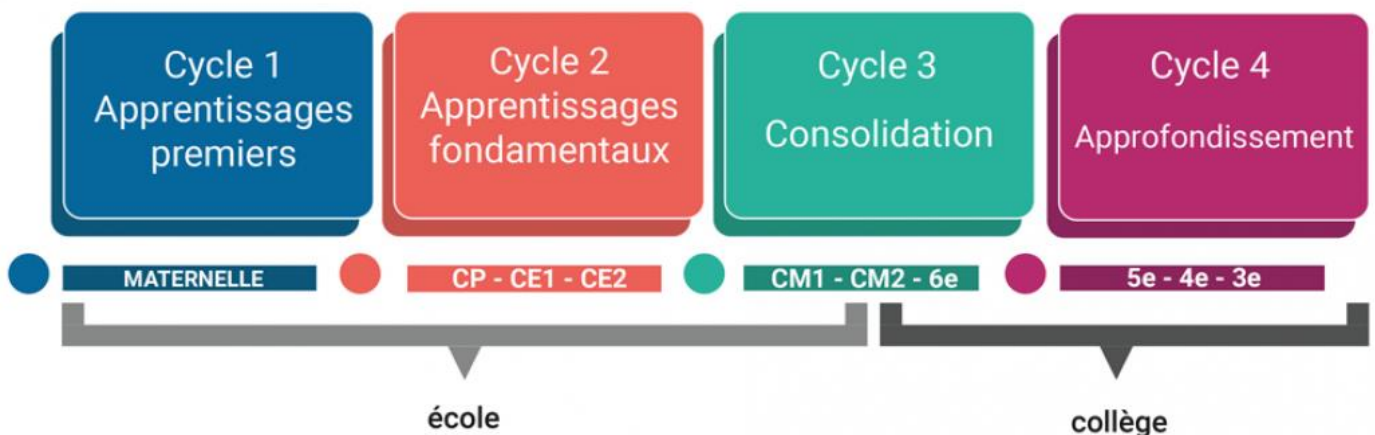 Cycle 1
Apprentissages
premiers
Cycle 2
Apprentissages
fondamentaux
Cycle 3
Consolidation
Cycle 4
Approfondissement
MATERNELLE
CP - CE1 - CE2
CM1 - CM2 - 6e
5e - 4e - 3e
école
collège